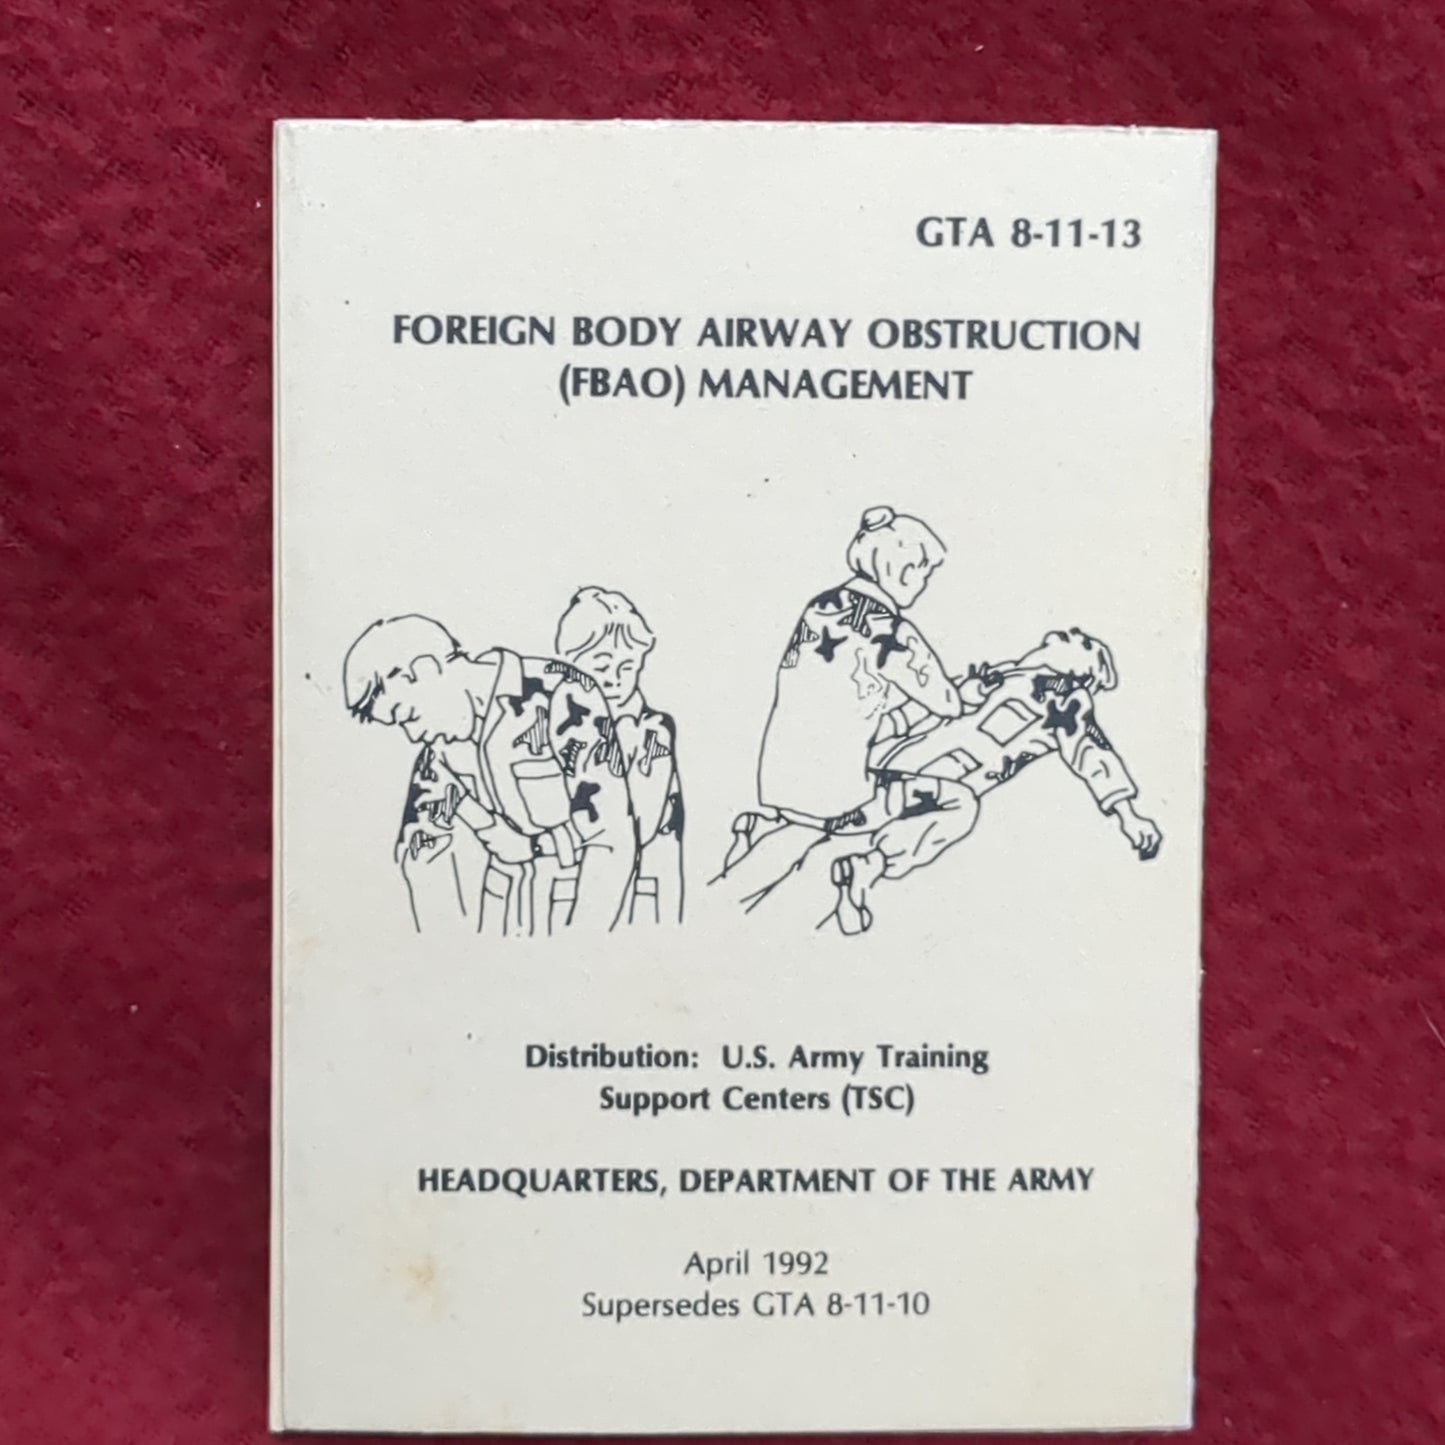 GTA 8-11-13
FOREIGN BODY AIRWAY OBSTRUCTION
(FBAO) MANAGEMENT
Distribution: U.S. Army Training
Support Centers (TSC)
HEADQUARTERS, DEPARTMENT OF THE ARMY
April 1992
Supersedes GTA 8-11-10